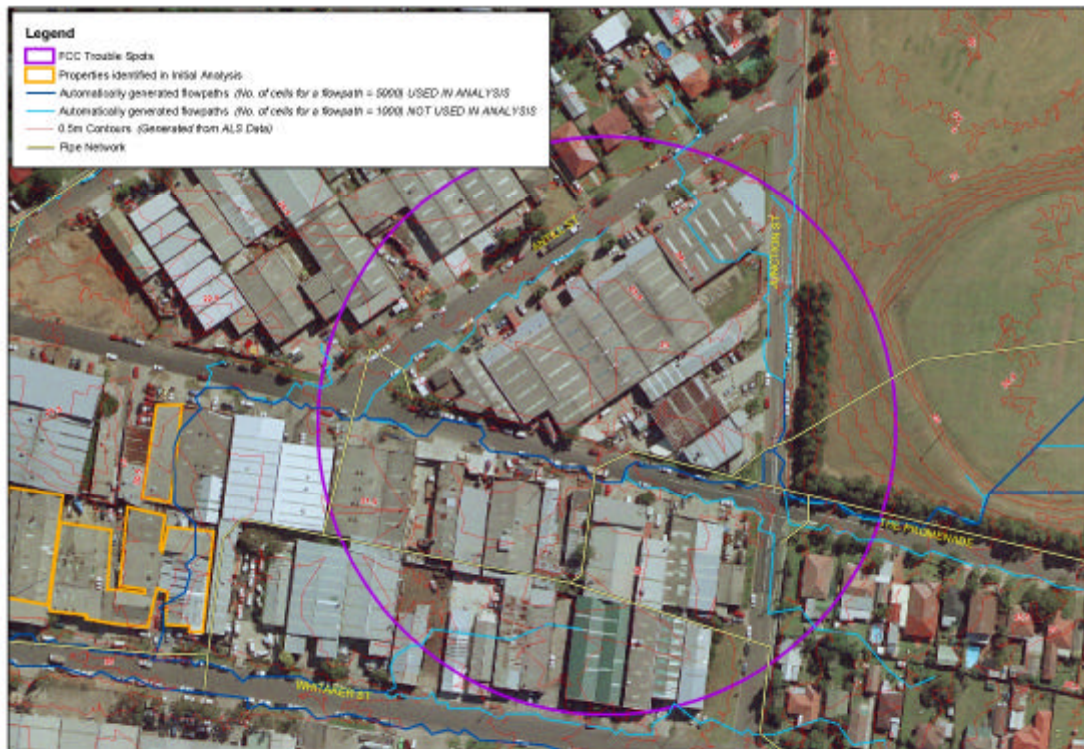 Legend
FCC Trouble Spots
Properties identified in Initial Analysis
Automatically generated flowpaths (No. of cells for a flowpath = 5000) USED IN ANALYSIS
Automatically generated flowpaths (No. of cells for a flowpath = 1000) NOT USED IN ANALYSIS
0.5m Contours (Generated from ALS Data)
Pipe Network
JUNCTION ST
THE PROMENADE
WHITAKER ST